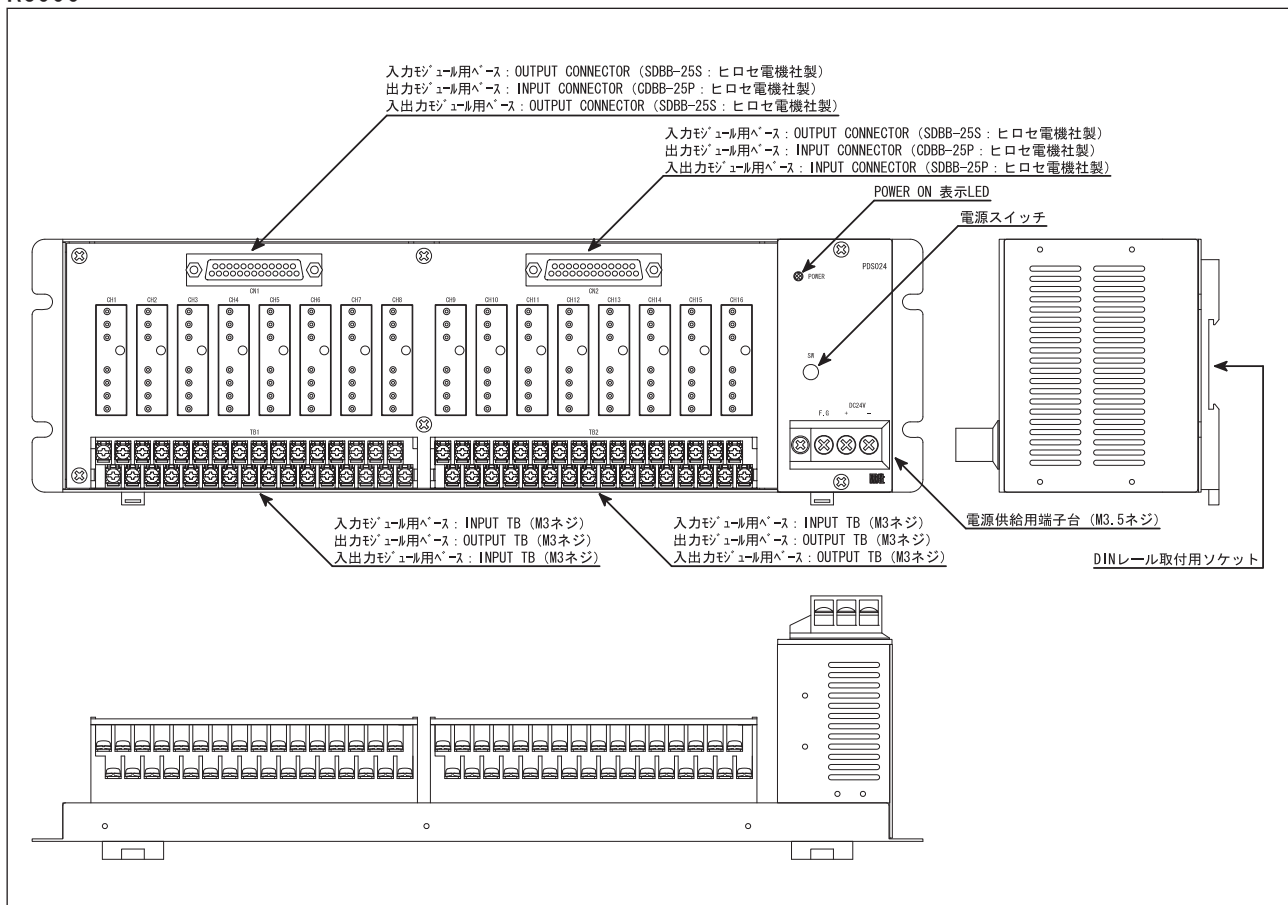 入力ﾓｼﾞｭｰﾙ用ﾍﾞｰｽ：OUTPUT CONNECTOR (SDBB-25S：ヒロセ電機社製)
出力ﾓｼﾞｭｰﾙ用ﾍﾞｰｽ：INPUT CONNECTOR (CDBB-25P：ヒロセ電機社製)
入出力ﾓｼﾞｭｰﾙ用ﾍﾞｰｽ：OUTPUT CONNECTOR (SDBB-25S：ヒロセ電機社製)
入力ﾓｼﾞｭｰﾙ用ﾍﾞｰｽ：OUTPUT CONNECTOR (SDBB-25S：ヒロセ電機社製)
出力ﾓｼﾞｭｰﾙ用ﾍﾞｰｽ：INPUT CONNECTOR (CDBB-25P：ヒロセ電機社製)
入出力ﾓｼﾞｭｰﾙ用ﾍﾞｰｽ：INPUT CONNECTOR (SDBB-25P：ヒロセ電機社製)
POWER ON 表示LED
電源スイッチ
PDS024
POWER
CN1
CN2
CH1 CH2 CH3 CH4 CH5 CH6 CH7 CH8 CH9 CH10 CH11 CH12 CH13 CH14 CH15 CH16
SW
DC24V
F.G + −
TB1
TB2
入力ﾓｼﾞｭｰﾙ用ﾍﾞｰｽ：INPUT TB (M3ネジ)
出力ﾓｼﾞｭｰﾙ用ﾍﾞｰｽ：OUTPUT TB (M3ネジ)
入出力ﾓｼﾞｭｰﾙ用ﾍﾞｰｽ：INPUT TB (M3ネジ)
入力ﾓｼﾞｭｰﾙ用ﾍﾞｰｽ：INPUT TB (M3ネジ)
出力ﾓｼﾞｭｰﾙ用ﾍﾞｰｽ：OUTPUT TB (M3ネジ)
入出力ﾓｼﾞｭｰﾙ用ﾍﾞｰｽ：OUTPUT TB (M3ネジ)
電源供給用端子台 (M3.5ネジ)
DINレール取付用ソケット